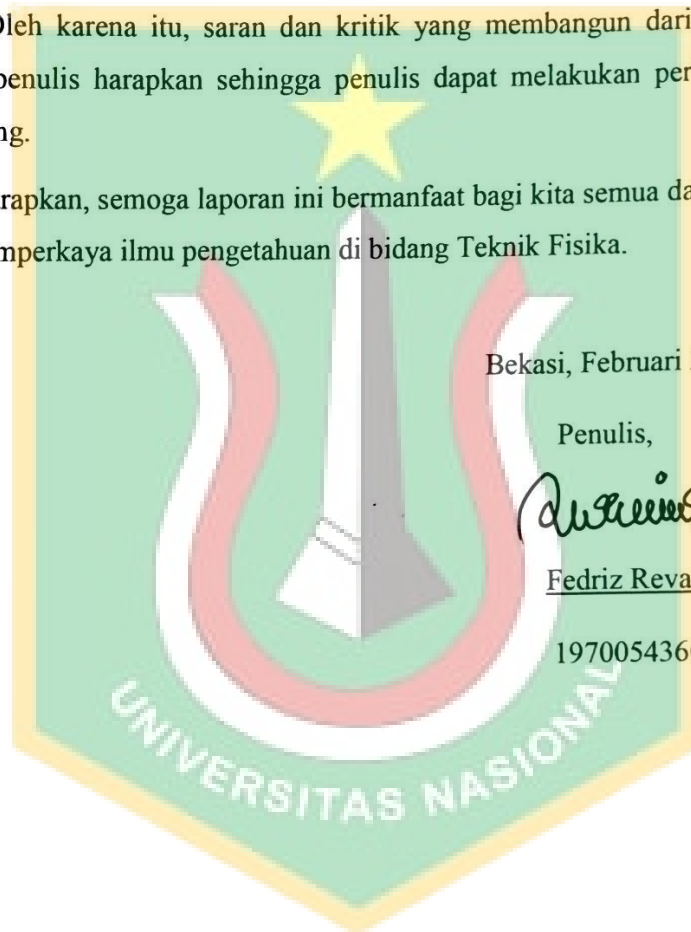 Oleh karena itu, saran dan kritik yang membangun dari
penulis harapkan sehingga penulis dapat melakukan per
ng.
rapkan, semoga laporan ini bermanfaat bagi kita semua da
mperkaya ilmu pengetahuan di bidang Teknik Fisika.
Bekasi, Februari
Penulis,
Fedriz Reva
1970054360
UNIVERSITAS NASIONAL